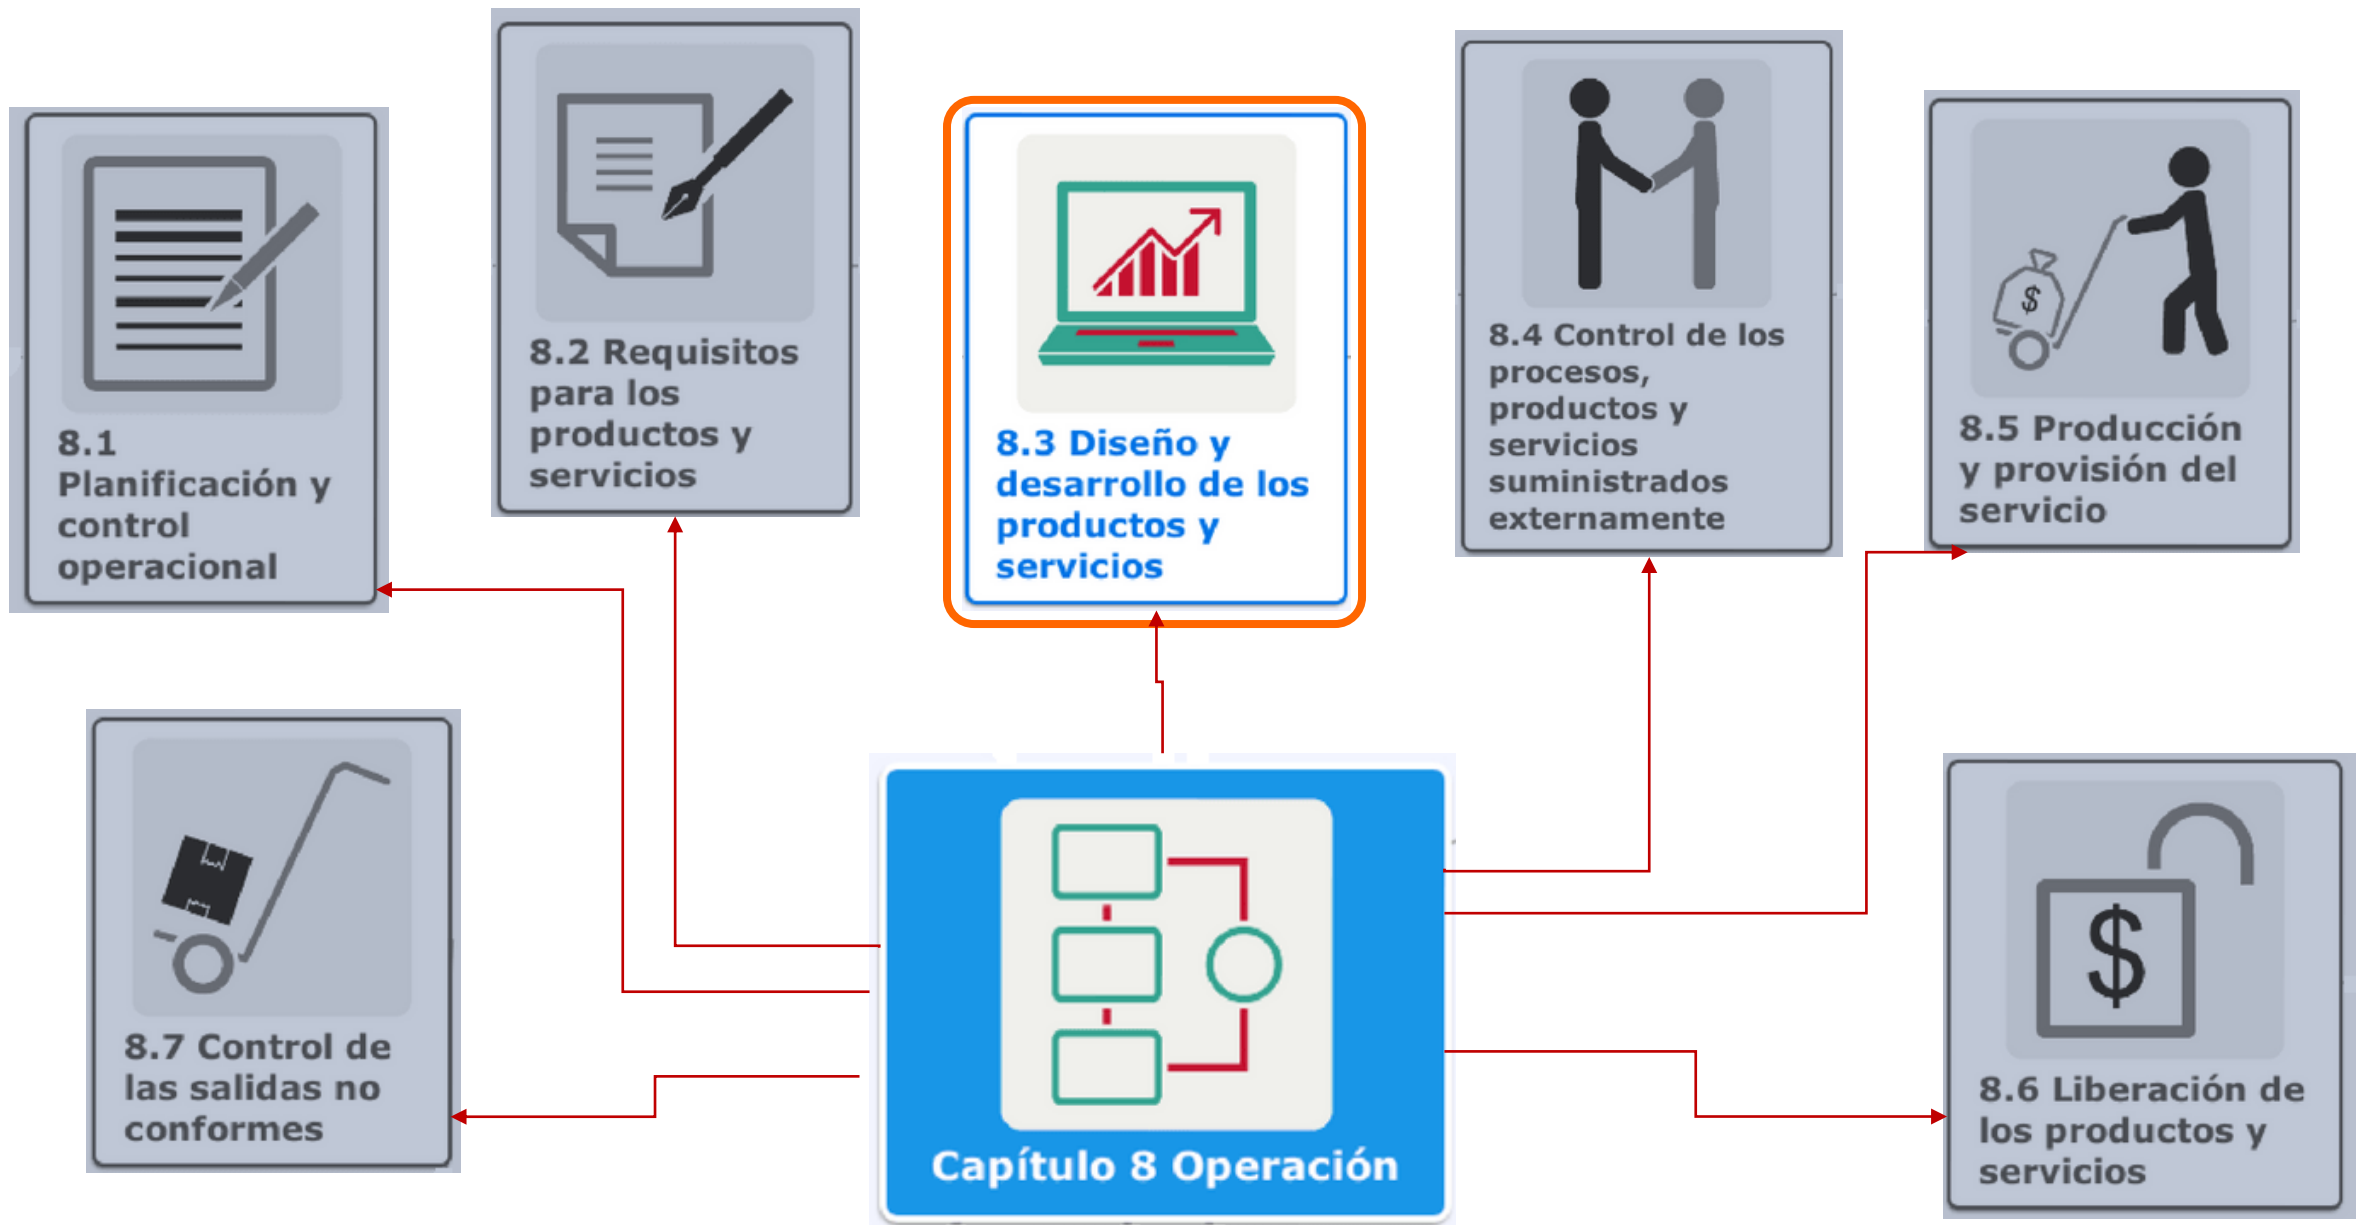 8.1
Planificación y
control
operacional
8.2 Requisitos
para los
productos y
servicios
8.3 Diseño y
desarrollo de los
productos y
servicios
8.4 Control de los
procesos,
productos y
servicios
suministrados
externamente
$
8.5 Producción
y provisión del
servicio
8.7 Control de
las salidas no
conformes
Capítulo 8 Operación
$
8.6 Liberación de
los productos y
servicios